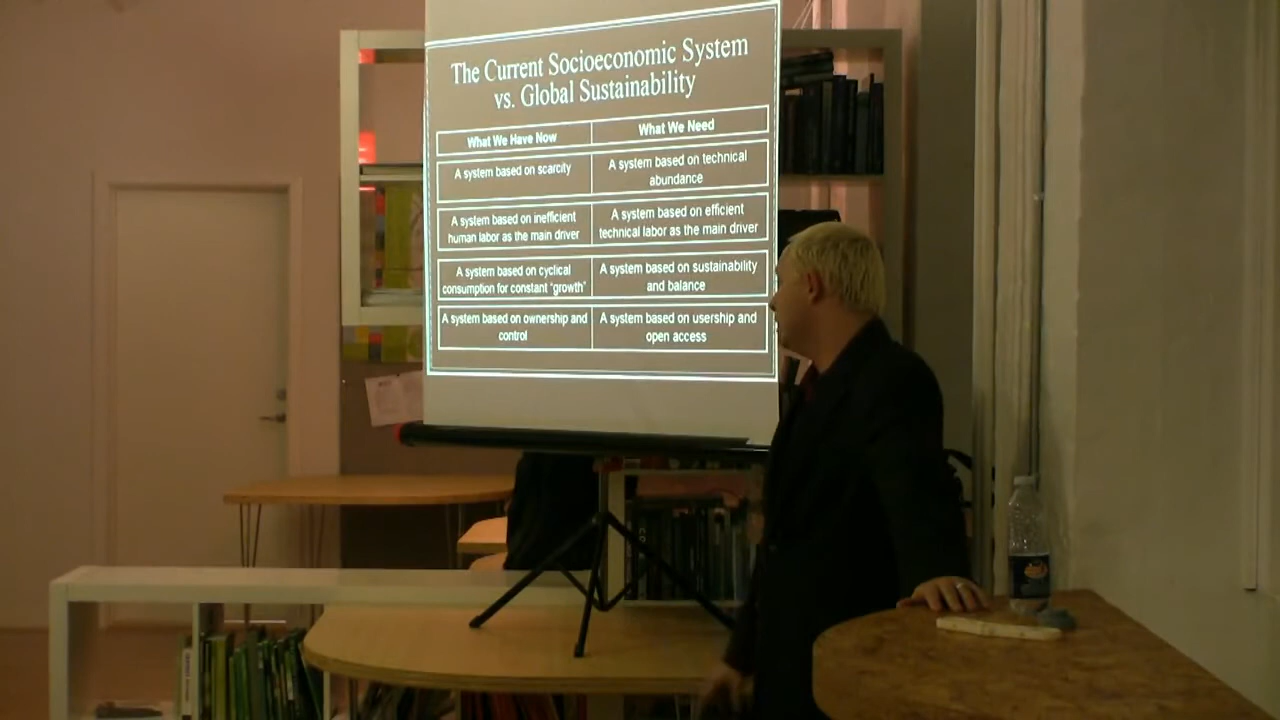 The Current Socioeconomic System
vs. Global Sustainability
What We Have Now
What We Need
A system based on scarcity
A system based on technical
abundance
A system based on inefficient
human labor as the main driver
A system based on efficient
technical labor as the main driver
A system based on cyclical
consumption for constant "growth"
A system based on sustainability
and balance
A system based on ownership and
control
A system based on usership and
open access